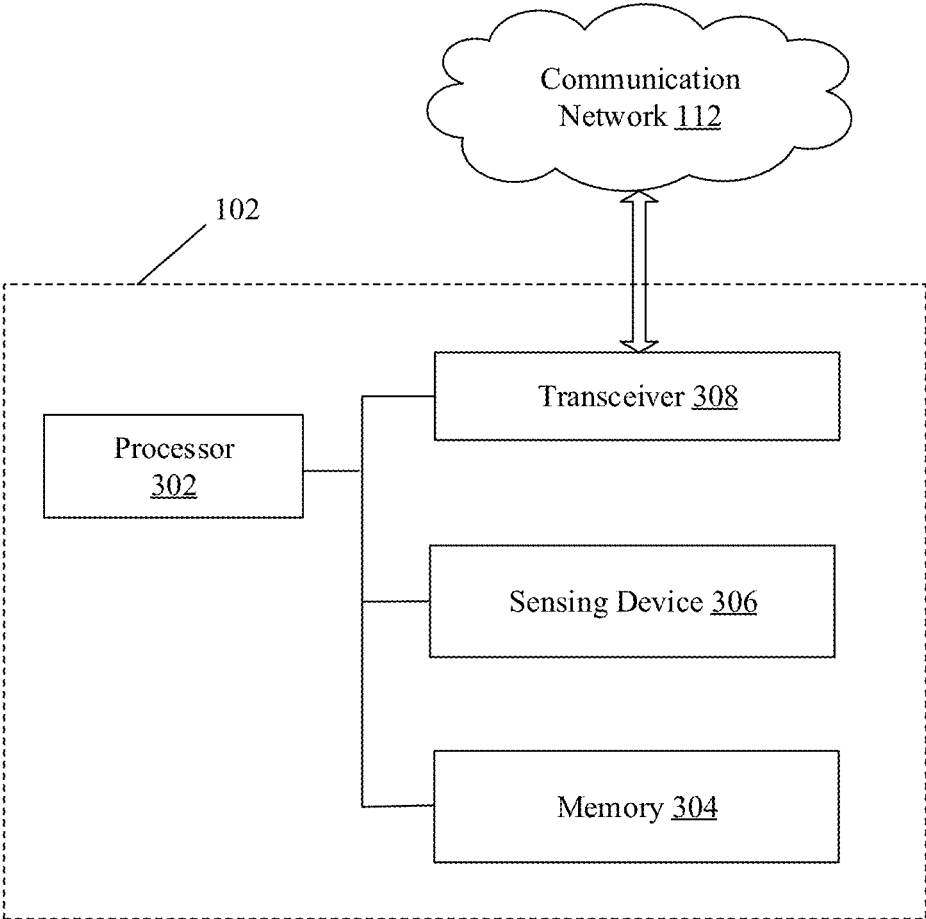 Communication
Network 112
102
Transceiver 308
Processor
302
Sensing Device 306
Memory 304